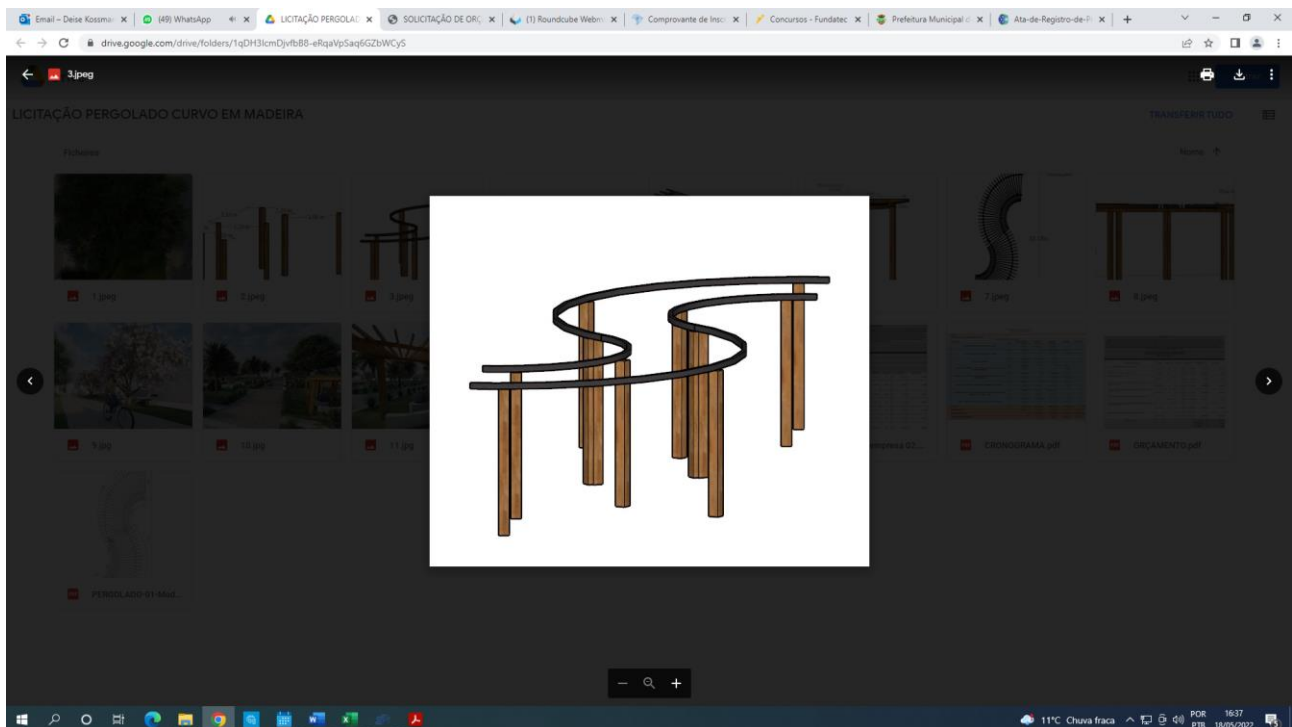 Email – Deise Kossma
(49) WhatsApp
LICITAÇÃO PERGOLAD
SOLICITAÇÃO DE ORÇ
(1) Roundcube Webm
Comprovante de Insc
Concursos - Fundatec
Prefeitura Municipal d
Ata-de-Registro-de-P
drive.google.com/drive/folders/1qDH3IcmDjvfbB8-eRqaVpSaq6GZbWCyS
3.jpeg
LICITAÇÃO PERGOLADO CURVO EM MADEIRA
TRANSFERIR TUDO
Ficheiros
Nome
1.jpeg
2.jpeg
3.jpeg
7.jpeg
8.jpeg
9.jpg
10.jpg
11.jpg
CRONOGRAMA.pdf
ORÇAMENTO.pdf
PERGOLADO-01-Mad...
11°C Chuva fraca
POR
PTB
16:37
18/05/2022